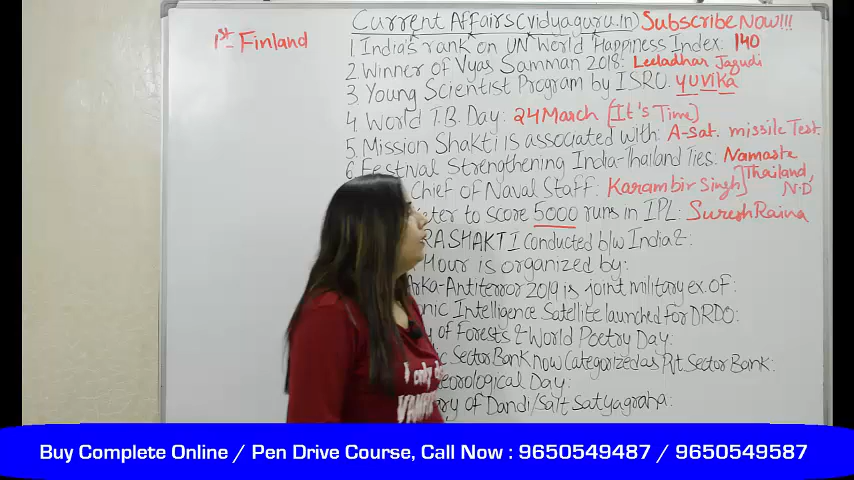 1st- Finland
Current Affairs (vidyaguru.in) Subscribe Now!!!
1 India's rank on UN World Happiness Index: 140
2 Winner of Vyas Samman 2018: Leeladhar Jagudi
3 Young Scientist Program by ISRO: YUVIKA
4. World T.B. Day: 24 March [It's Time]
5. Mission Shakti is associated with: A-Sat. missile Test.
6 Festival Strengthening India-Thailand Ties: Namaste Thailand, N.D
Chief of Naval Staff: Karambir Singh
to score 5000 runs in IPL: Suresh Raina
RASHAKTI conducted b/w India &:
Hour is organized by:
Arka-Antiterror 2019 is joint military ex. of:
nic Intelligence Satellite launched for DRDO:
of Forests & World Poetry Day:
Sector Bank now Categorized as Pvt. Sector Bank:
eorological Day:
ry of Dandi/Salt Satyagraha:
I only
VAMP
Buy Complete Online / Pen Drive Course, Call Now : 9650549487 / 9650549587